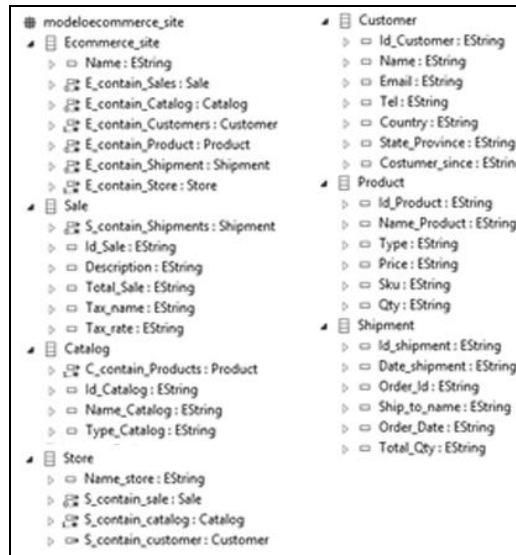 modeloecommerce_site
Ecommerce_site
Name : EString
E_contain_Sales : Sale
E_contain_Catalog : Catalog
E_contain_Customers : Customer
E_contain_Product : Product
E_contain_Shipment : Shipment
E_contain_Store : Store
Sale
S_contain_Shipments : Shipment
Id_Sale : EString
Description : EString
Total_Sale : EString
Tax_name : EString
Tax_rate : EString
Catalog
C_contain_Products : Product
Id_Catalog : EString
Name_Catalog : EString
Type_Catalog : EString
Store
Name_store : EString
S_contain_sale : Sale
S_contain_catalog : Catalog
S_contain_customer : Customer
Customer
Id_Customer : EString
Name : EString
Email : EString
Tel : EString
Country : EString
State_Province : EString
Costumer_since : EStrin
Product
Id_Product : EString
Name_Product : EString
Type : EString
Price : EString
Sku : EString
Qty : EString
Shipment
Id_shipment : EString
Date_shipment : EString
Order_Id : EString
Ship_to_name : EString
Order_Date : EString
Total_Qty : EString